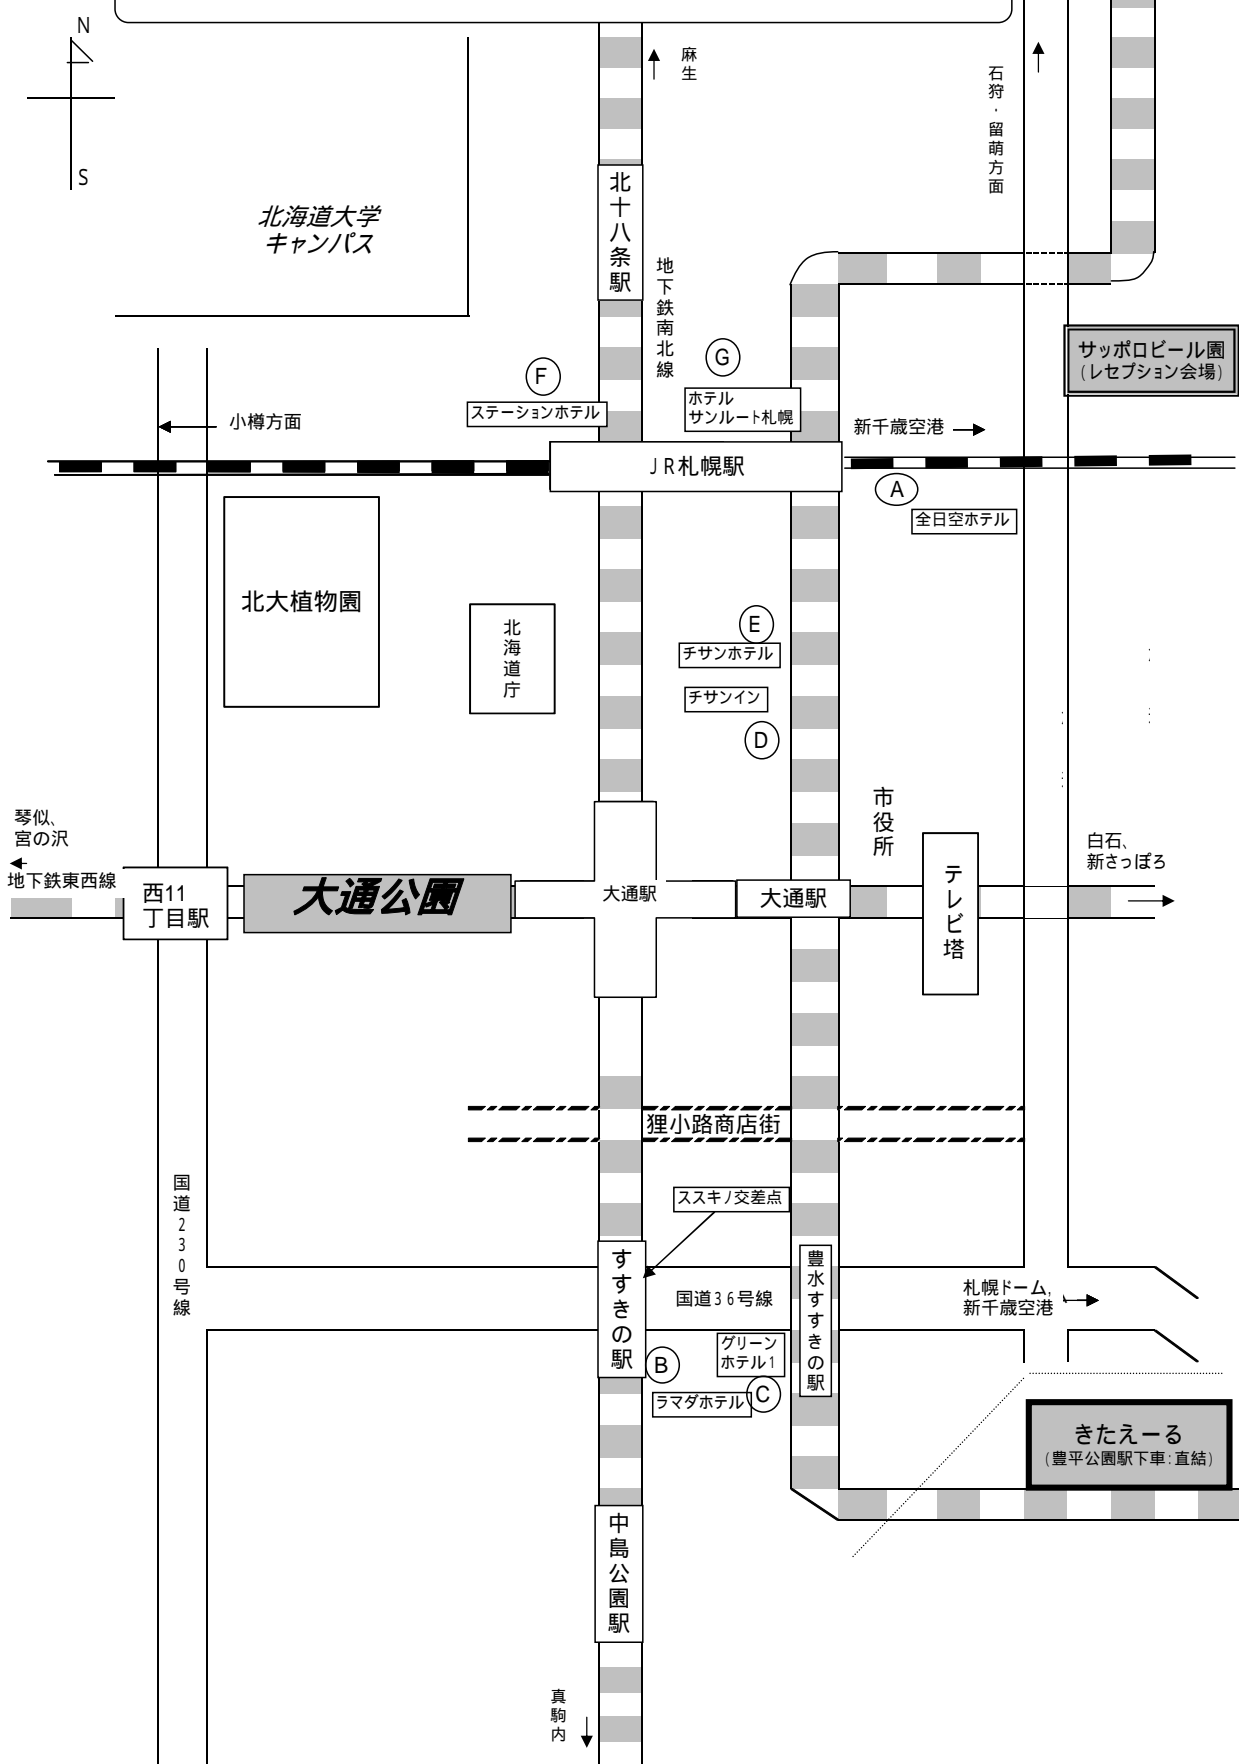 N
S
麻生
石狩・留萌方面
北海道大学
キャンパス
北十八条駅
地下鉄南北線
サッポロビール園
(レセプション会場)
F
G
ステーションホテル
ホテル
サンルート札幌
小樽方面
新千歳空港
JR札幌駅
A
全日空ホテル
北大植物園
北海道庁
E
チサンホテル
チサンイン
D
市役所
琴似、
宮の沢
地下鉄東西線
西11
丁目駅
大通公園
大通駅
大通駅
テレビ塔
白石、
新さっぽろ
狸小路商店街
ススキノ交差点
国道230号線
すすきの駅
国道36号線
豊水すすきの駅
札幌ドーム,
新千歳空港
グリーン
ホテル1
B
C
ラマダホテル
きたえーる
(豊平公園駅下車:直結)
中島公園駅
真駒内